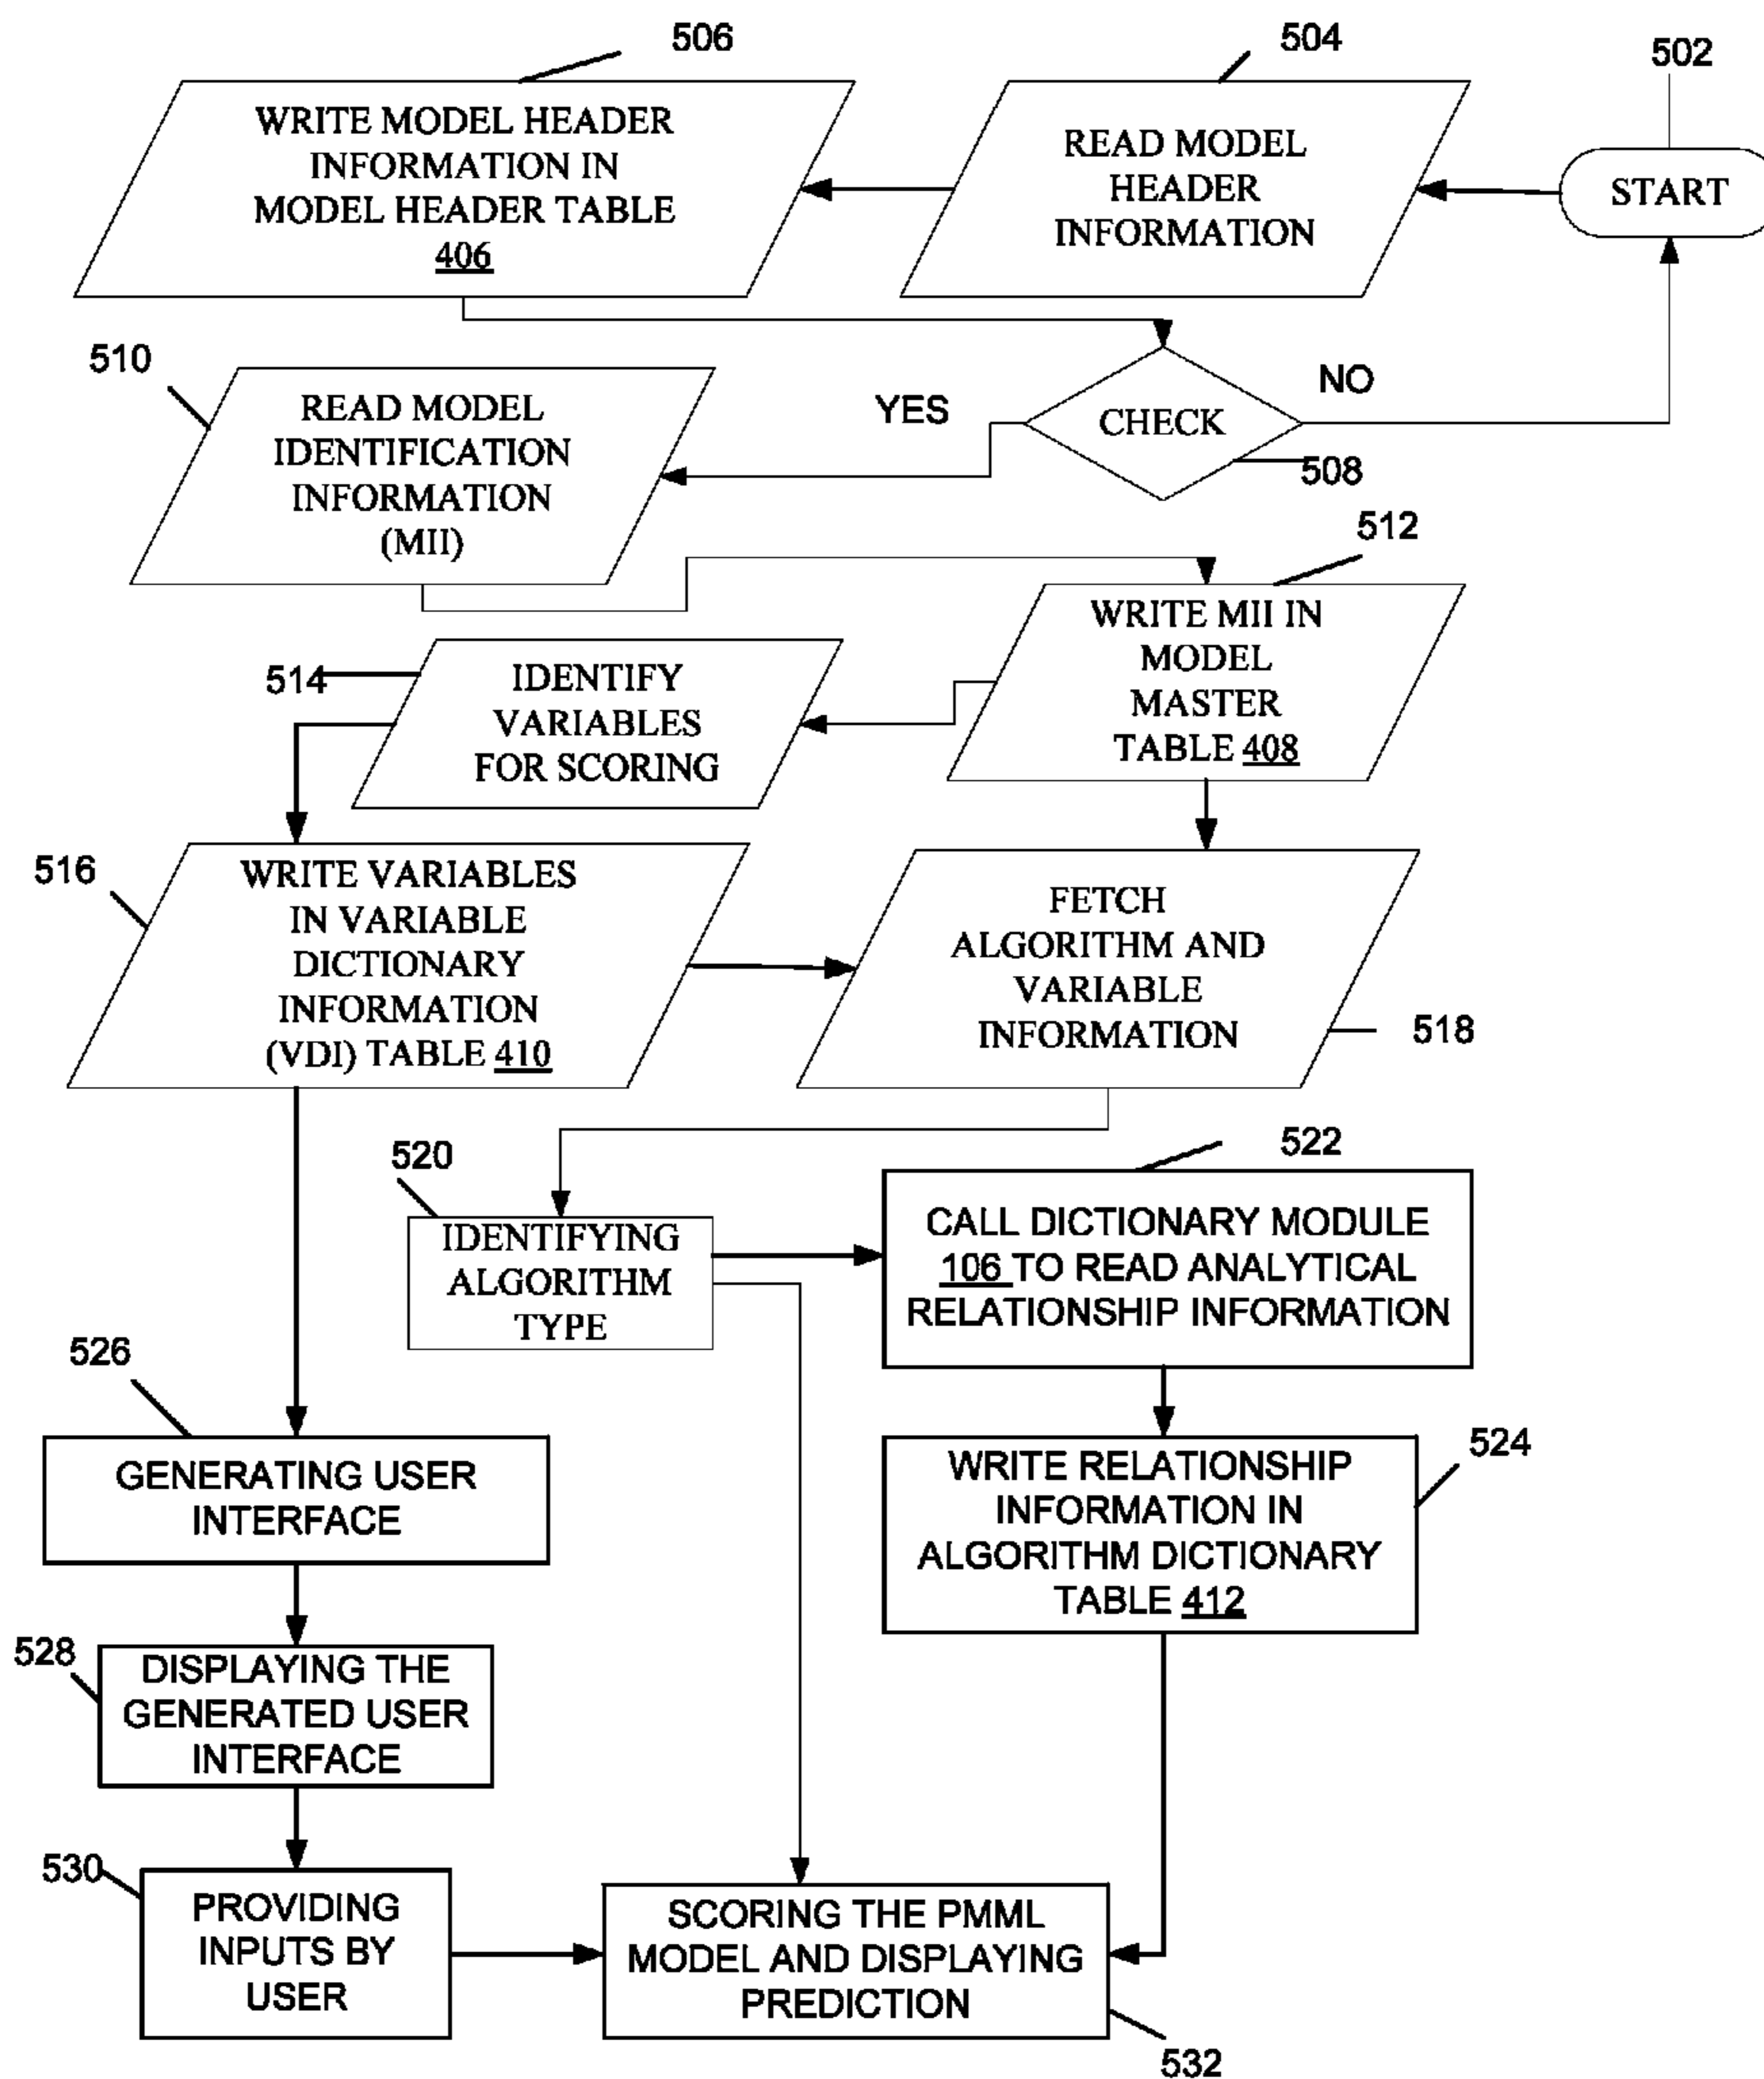 506
504
502
WRITE MODEL HEADER
INFORMATION IN
MODEL HEADER TABLE
406
READ MODEL
HEADER
INFORMATION
START
510
READ MODEL
IDENTIFICATION
INFORMATION
(MII)
YES
CHECK
NO
508
512
WRITE MII IN
MODEL
MASTER
TABLE 408
514
IDENTIFY
VARIABLES
FOR SCORING
516
WRITE VARIABLES
IN VARIABLE
DICTIONARY
INFORMATION
(VDI) TABLE 410
FETCH
ALGORITHM AND
VARIABLE
INFORMATION
518
520
IDENTIFYING
ALGORITHM
TYPE
522
CALL DICTIONARY MODULE
106 TO READ ANALYTICAL
RELATIONSHIP INFORMATION
526
GENERATING USER
INTERFACE
524
WRITE RELATIONSHIP
INFORMATION IN
ALGORITHM DICTIONARY
TABLE 412
528
DISPLAYING THE
GENERATED USER
INTERFACE
530
PROVIDING
INPUTS BY
USER
SCORING THE PMML
MODEL AND DISPLAYING
PREDICTION
532